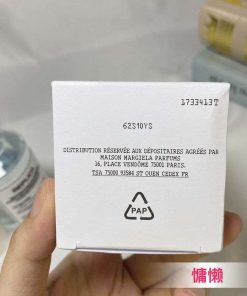 1733413T
62S10YS
DISTRIBUTION RÉSERVÉE AUX DÉPOSITAIRES AGRÉÉS PAR
MAISON MARGIELA PARFUMS
16, PLACE VENDÔME 75001 PARIS.
TSA 75000 93584 ST OUEN CEDEX FR
PAP
慵懒